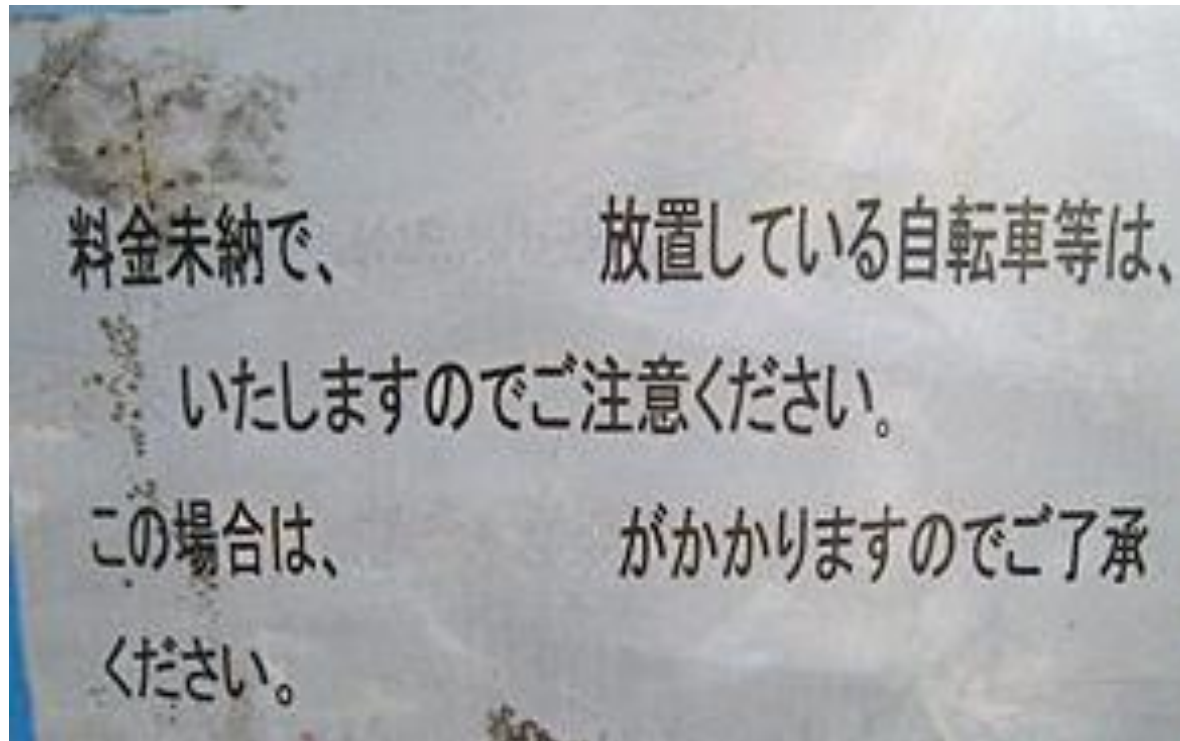 料金未納で、 放置している自転車等は、
いたしますのでご注意ください。
この場合は、 がかかりますのでご了承
ください。